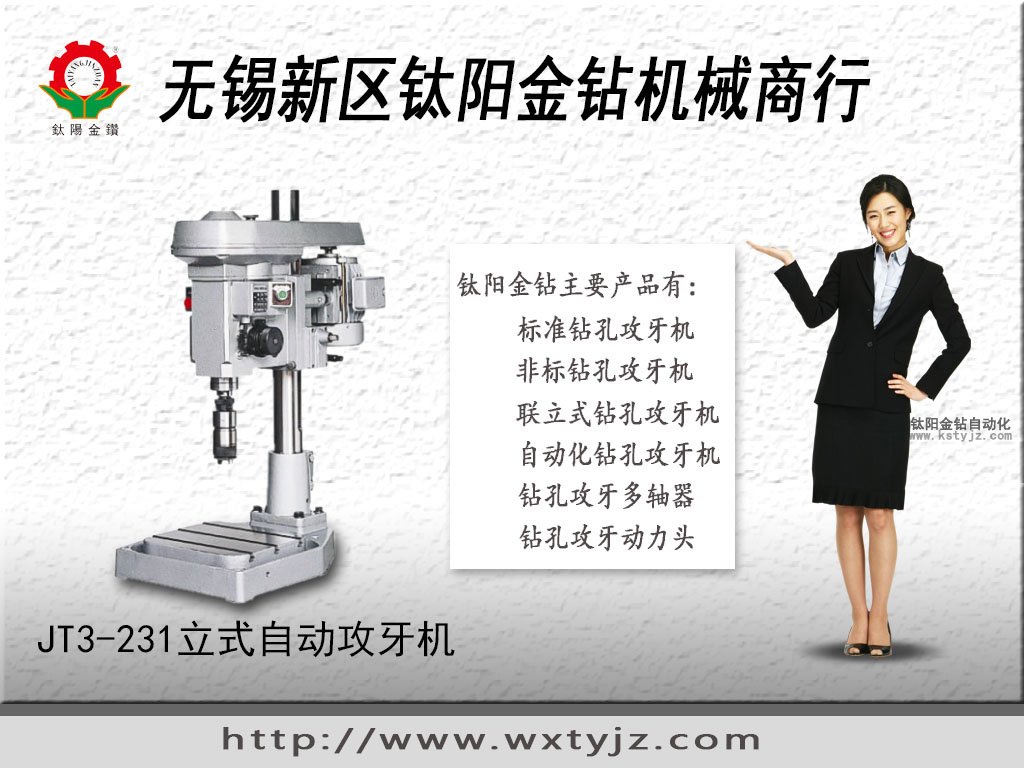 无锡新区钛阳金钻机械商行
®
鈦陽金鑽
钛阳金钻主要产品有：
标准钻孔攻牙机
非标钻孔攻牙机
联立式钻孔攻牙机
自动化钻孔攻牙机
钻孔攻牙多轴器
钻孔攻牙动力头
钛阳金钻自动化
www.kstyjz.com
JT3-231立式自动攻牙机
http://www.wxtyjz.com